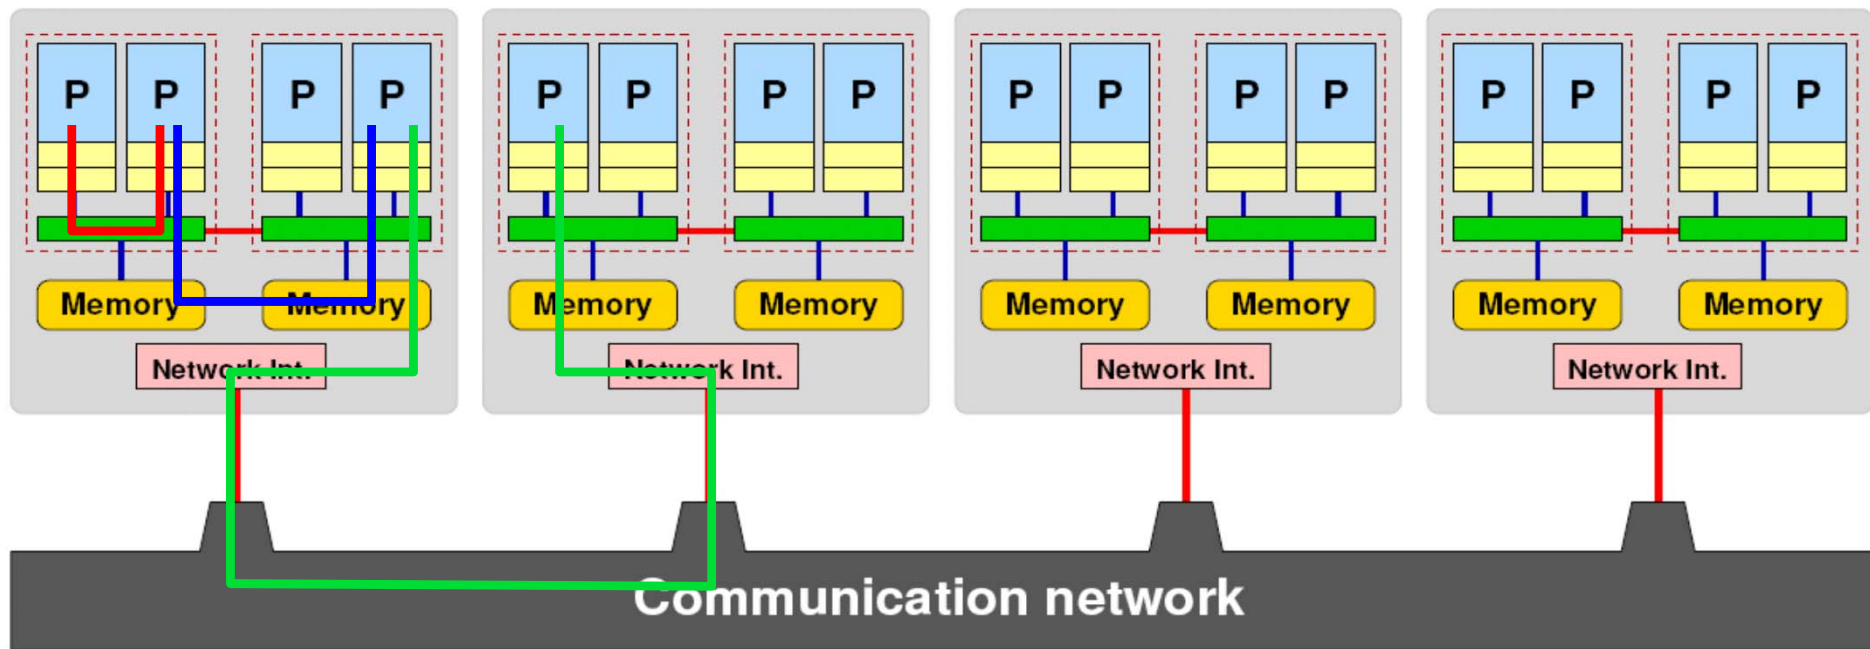 P P P P P P P P P P P P P P P P
Memory Memory Memory Memory Memory Memory Memory Memory
Network Int. Network Int. Network Int. Network Int.
Communication network